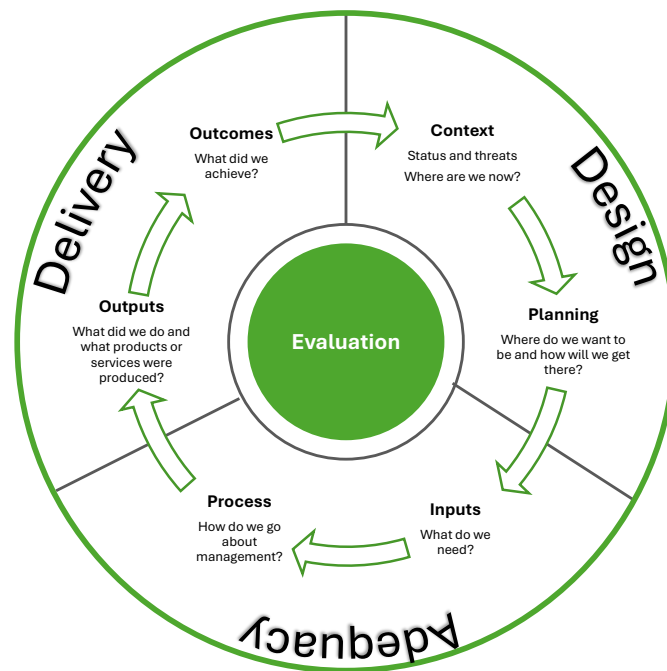 Design
Context
Status and threats
Where are we now?
Planning
Where do we want to
be and how will we get
there?
Adequacy
Inputs
What do we
need?
Process
How do we go
about
management?
Delivery
Outputs
What did we do and
what products or
services were
produced?
Outcomes
What did we
achieve?
Evaluation